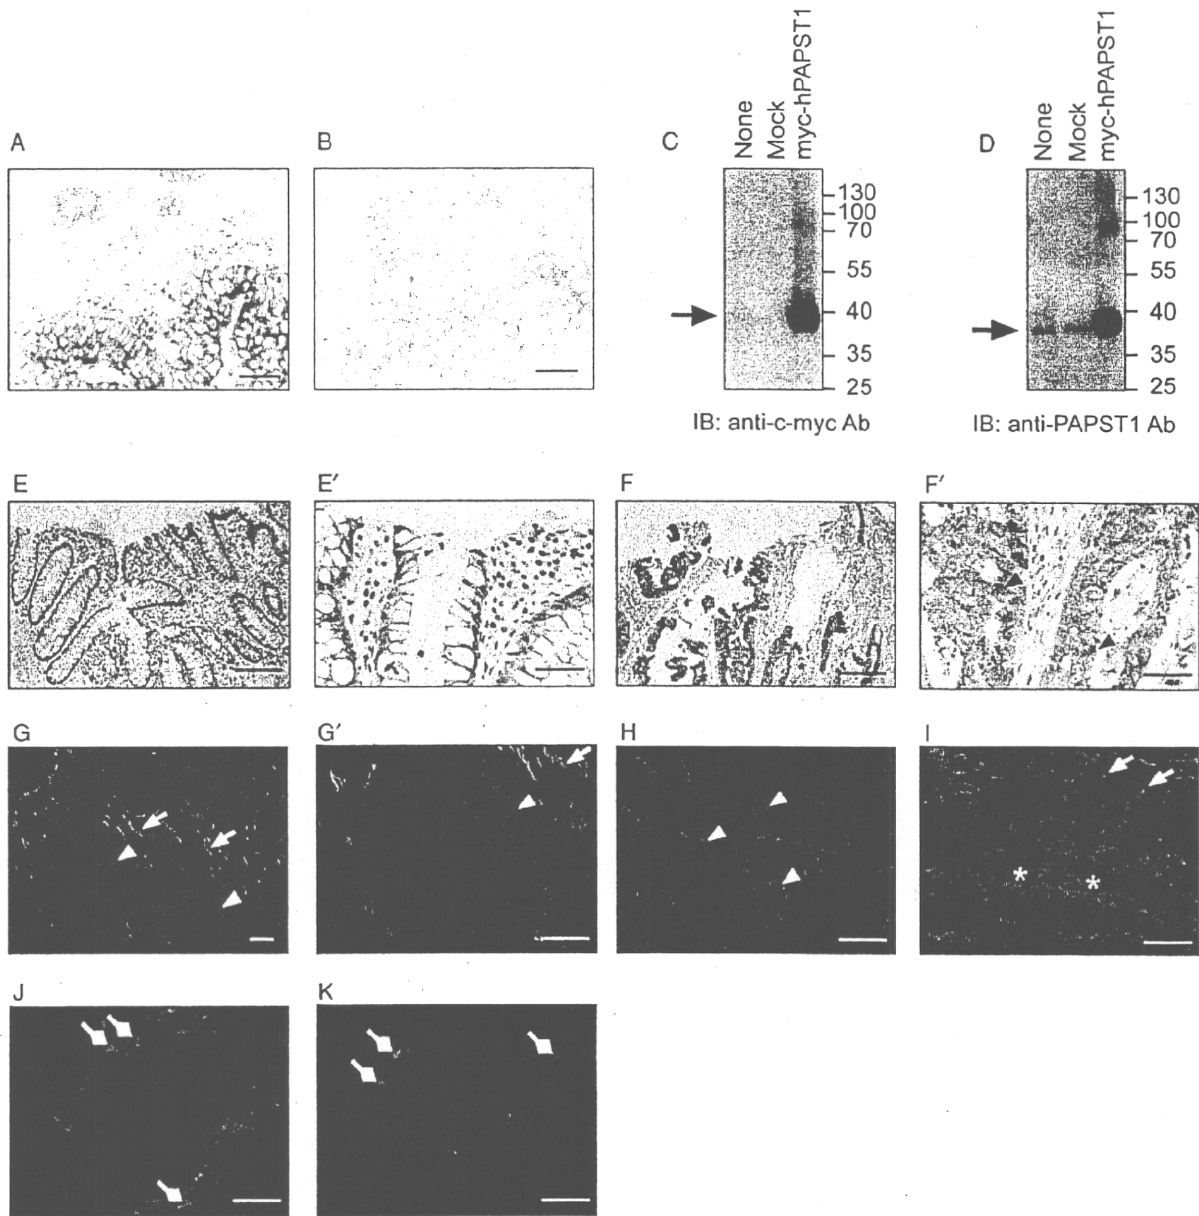 A
B
C
None
Mock
myc-hPAPST1
130
100
70
55
40
35
25
IB: anti-c-myc Ab
D
None
Mock
myc-hPAPST1
130
100
70
55
40
35
25
IB: anti-PAPST1 Ab
E
E′
F
F′
G
G′
H
I
* *
J
K